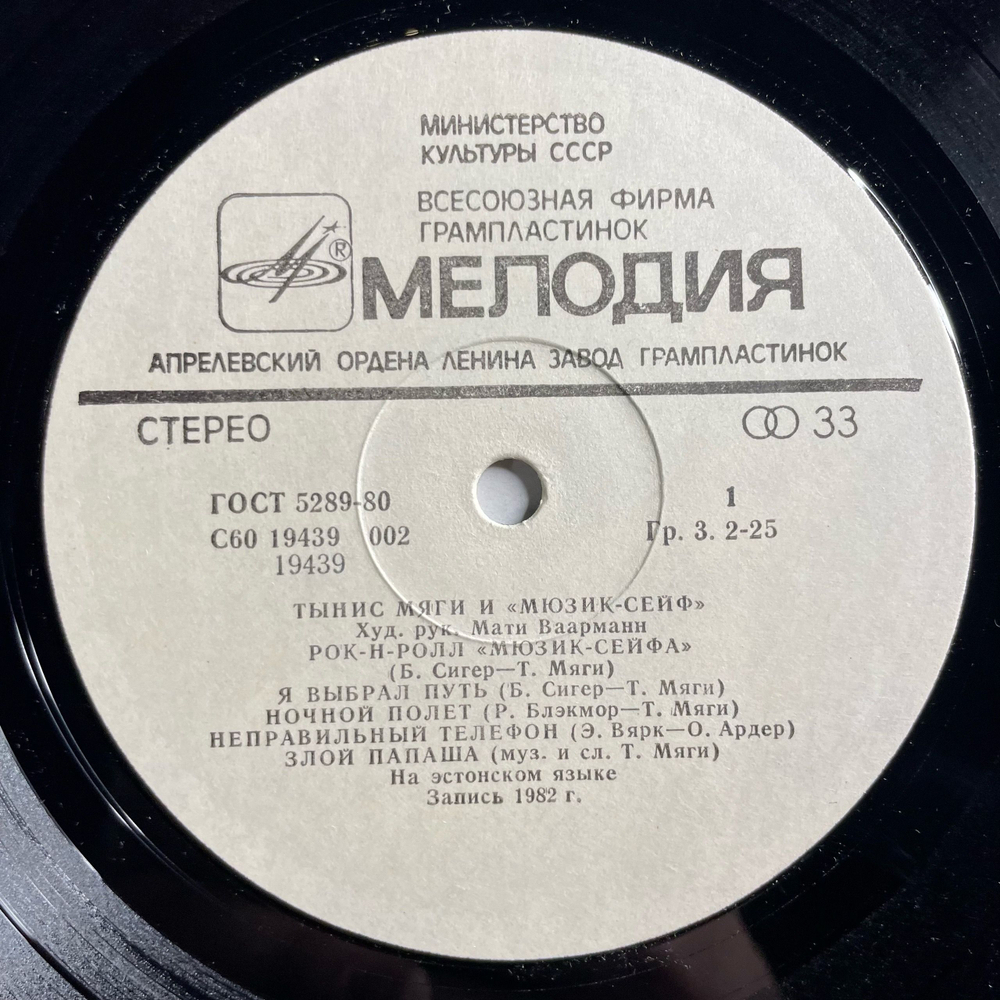 МИНИСТЕРСТВО
КУЛЬТУРЫ СССР
ВСЕСОЮЗНАЯ ФИРМА
ГРАМПЛАСТИНОК
®
МЕЛОДИЯ
АПРЕЛЕВСКИЙ ОРДЕНА ЛЕНИНА ЗАВОД ГРАМПЛАСТИНОК
СТЕРЕО 33
ГОСТ 5289-80 1
С60 19439 002 Гр. 3. 2-25
19439
ТЫНИС МЯГИ И «МЮЗИК-СЕЙФ»
Худ. рук. Мати Ваарманн
РОК-Н-РОЛЛ «МЮЗИК-СЕЙФА»
(Б. Сигер—Т. Мяги)
Я ВЫБРАЛ ПУТЬ (Б. Сигер—Т. Мяги)
НОЧНОЙ ПОЛЕТ (Р. Блэкмор—Т. Мяги)
НЕПРАВИЛЬНЫЙ ТЕЛЕФОН (Э. Вярк—О. Ардер)
ЗЛОЙ ПАПАША (муз. и сл. Т. Мяги)
На эстонском языке
Запись 1982 г.